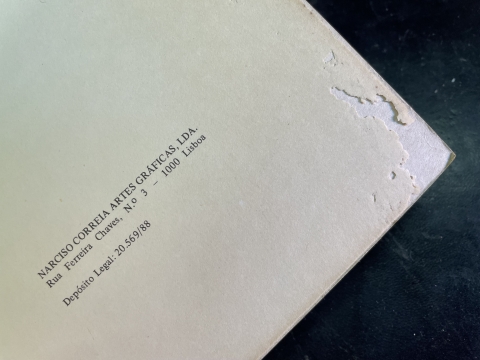 NARCISO CORREIA ARTES GRÁFICAS, LDA.
Rua Ferreira Chaves, N.º 3 – 1000 Lisboa
Depósito Legal: 20.569/88